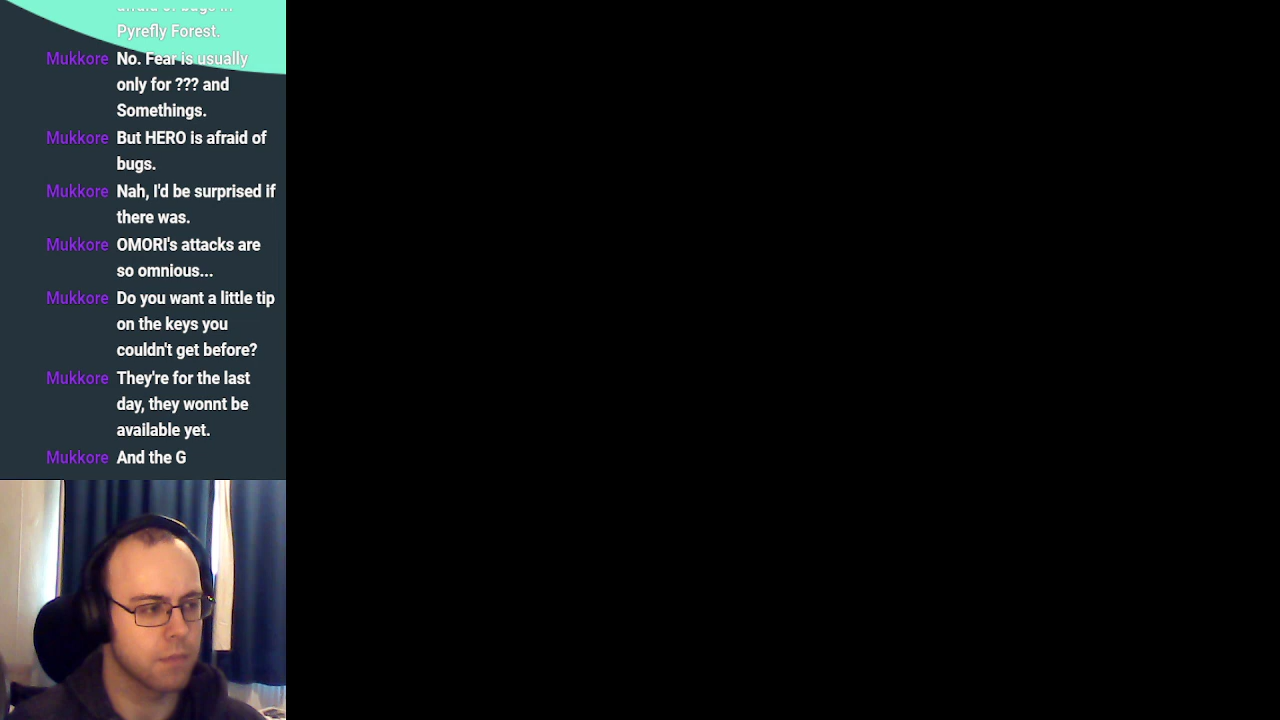 Pyrefly Forest.
Mukkore No. Fear is usually
only for ??? and
Somethings.
Mukkore But HERO is afraid of
bugs.
Mukkore Nah, I'd be surprised if
there was.
Mukkore OMORI's attacks are
so omnious...
Mukkore Do you want a little tip
on the keys you
couldn't get before?
Mukkore They're for the last
day, they wonnt be
available yet.
Mukkore And the G